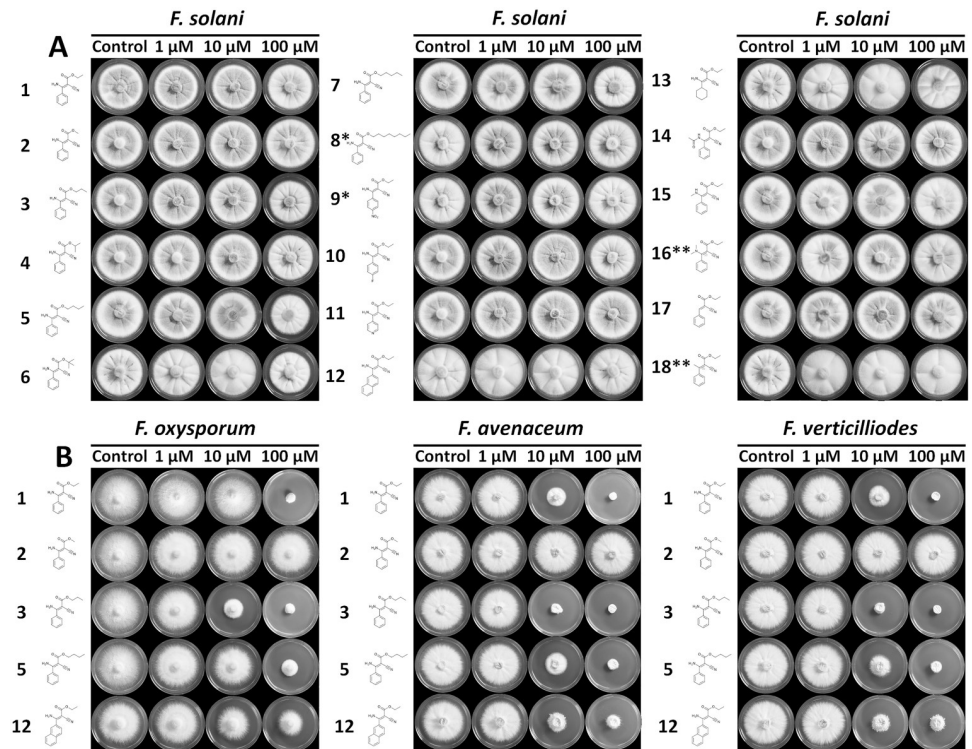 A
F. solani
Control 1 µM 10 µM 100 µM
1
2
3
4
5
6
F. solani
Control 1 µM 10 µM 100 µM
7
8*
9*
10
11
12
F. solani
Control 1 µM 10 µM 100 µM
13
14
15
16**
17
18**
B
F. oxysporum
Control 1 µM 10 µM 100 µM
1
2
3
5
12
F. avenaceum
Control 1 µM 10 µM 100 µM
1
2
3
5
12
F. verticilliodes
Control 1 µM 10 µM 100 µM
1
2
3
5
12